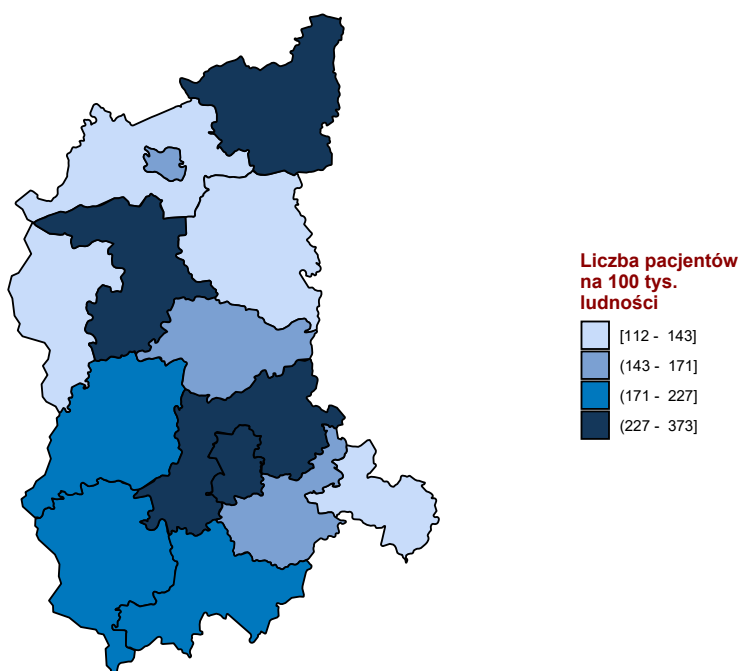 Liczba pacjentów
na 100 tys.
ludności
[112 - 143]
(143 - 171]
(171 - 227]
(227 - 373]